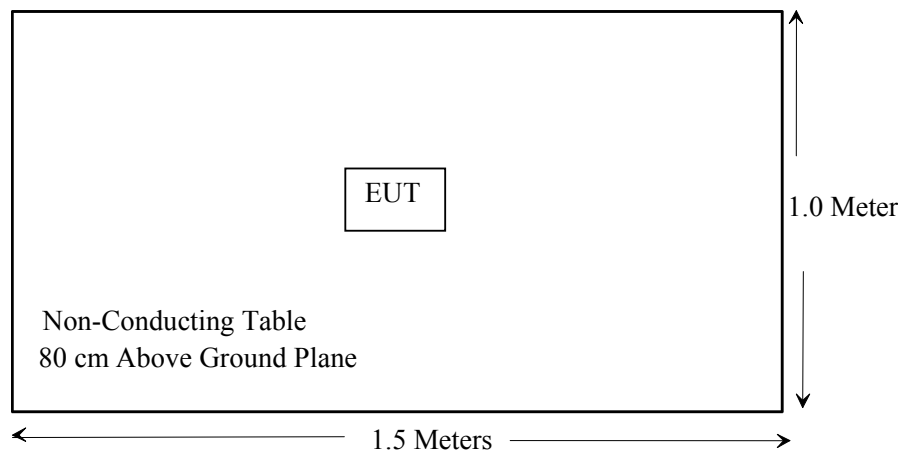 EUT
1.0 Meter
Non-Conducting Table
80 cm Above Ground Plane
1.5 Meters